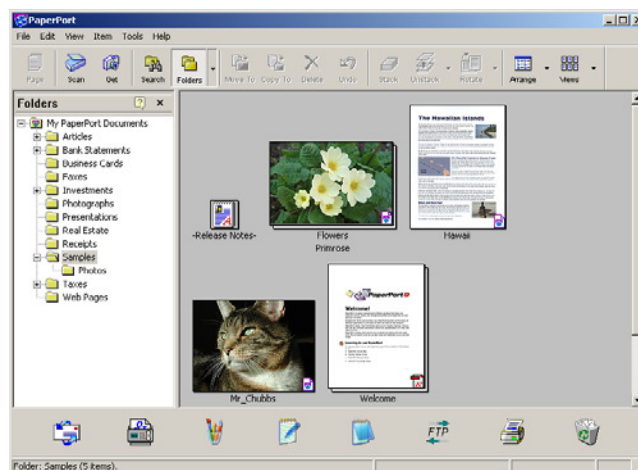 PaperPort
File Edit View Item Tools Help
Page Scan Get Search Folders Move To Copy To Delete Undo Stack Unstack Rotate Arrange Views
Folders
My PaperPort Documents
Articles
Bank Statements
Business Cards
Faxes
Investments
Photographs
Presentations
Real Estate
Receipts
Samples
Photos
Taxes
Web Pages
-Release Notes-
Flowers
Primrose
The Hawaiian Islands
Hawaii
Mr_Chubbs
PaperPort
Welcome!
Welcome
FTP
Folder: Samples (5 items).